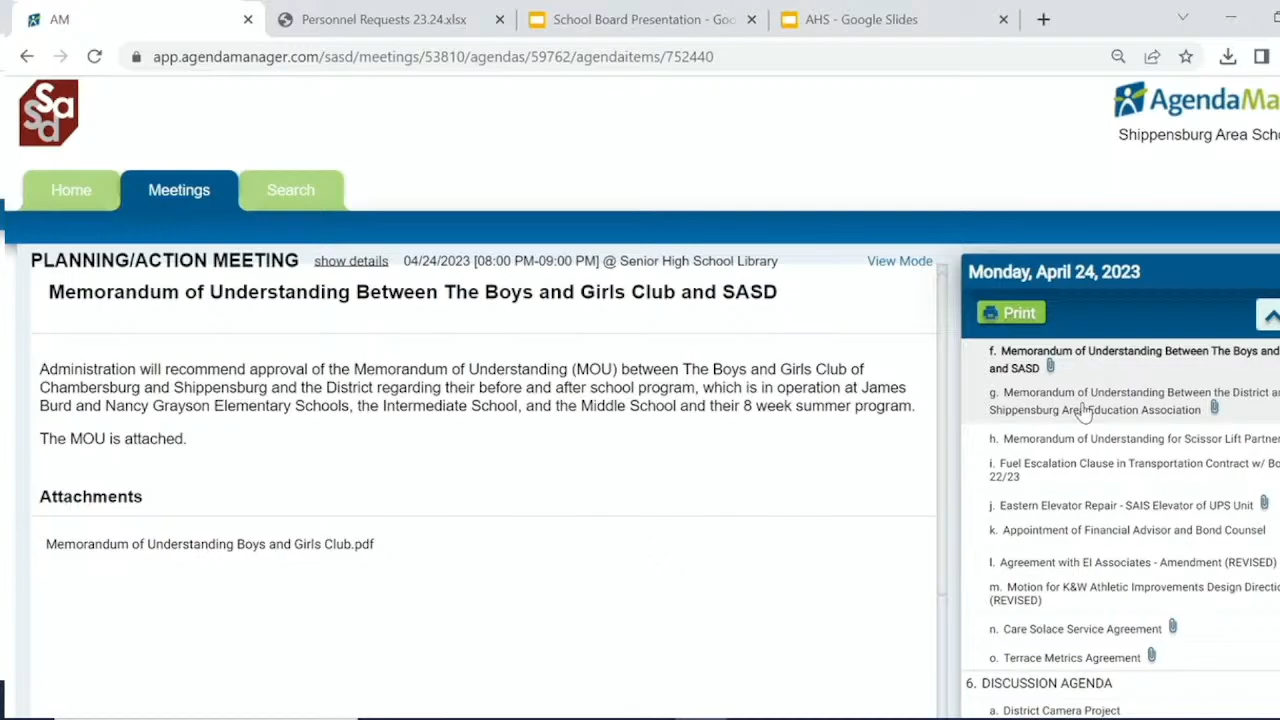 AM
Personnel Requests 23.24.xlsx
School Board Presentation - Goo
AHS - Google Slides
app.agendamanager.com/sasd/meetings/53810/agendas/59762/agendaitems/752440
Sasd
AgendaMa
Shippensburg Area Scho
Home
Meetings
Search
PLANNING/ACTION MEETING show details 04/24/2023 [08:00 PM-09:00 PM] @ Senior High School Library View Mode
Memorandum of Understanding Between The Boys and Girls Club and SASD
Administration will recommend approval of the Memorandum of Understanding (MOU) between The Boys and Girls Club of
Chambersburg and Shippensburg and the District regarding their before and after school program, which is in operation at James
Burd and Nancy Grayson Elementary Schools, the Intermediate School, and the Middle School and their 8 week summer program.
The MOU is attached.
Attachments
Memorandum of Understanding Boys and Girls Club.pdf
Monday, April 24, 2023
Print
f. Memorandum of Understanding Between The Boys and
and SASD
g. Memorandum of Understanding Between the District an
Shippensburg Area Education Association
h. Memorandum of Understanding for Scissor Lift Partner
i. Fuel Escalation Clause in Transportation Contract w/ Bo
22/23
j. Eastern Elevator Repair - SAIS Elevator of UPS Unit
k. Appointment of Financial Advisor and Bond Counsel
l. Agreement with EI Associates - Amendment (REVISED)
m. Motion for K&W Athletic Improvements Design Directio
(REVISED)
n. Care Solace Service Agreement
o. Terrace Metrics Agreement
6. DISCUSSION AGENDA
a. District Camera Project